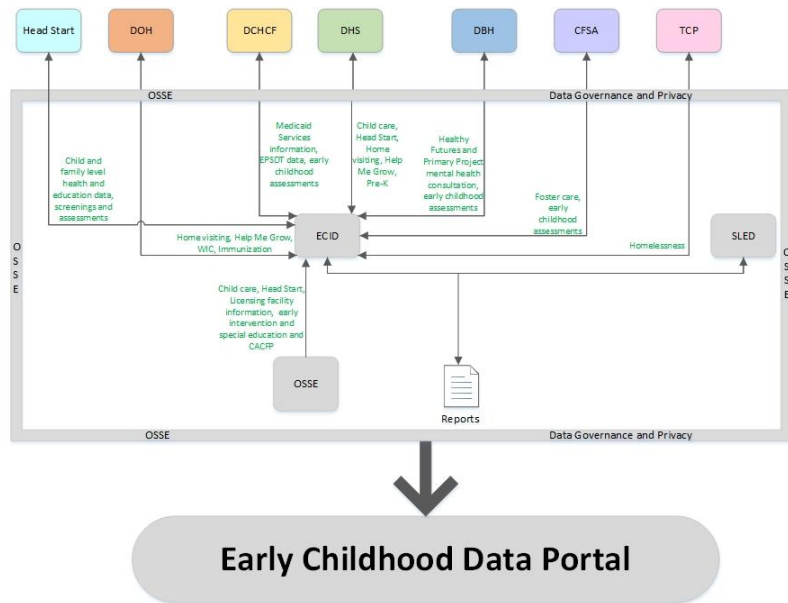 Head Start
DOH
DCHCF
DHS
DBH
CFSA
TCP
OSSE
Data Governance and Privacy
Child and
family level
health and
education data,
screenings and
assessments
Medicaid
Services
information,
EPSDT data, early
childhood
assessments
Child care,
Head Start,
Home
visiting, Help
Me Grow,
Pre-K
Healthy
Futures and
Primary Project
mental health
consultation,
early childhood
assessments
Foster care,
early
childhood
assessments
Home visiting, Help Me Grow,
WIC, Immunization
ECID
Homelessness
SLED
O
S
S
E
O
S
S
E
Child care, Head Start,
Licensing facility
information, early
intervention and
special education and
CACFP
OSSE
Reports
OSSE
Data Governance and Privacy
Early Childhood Data Portal